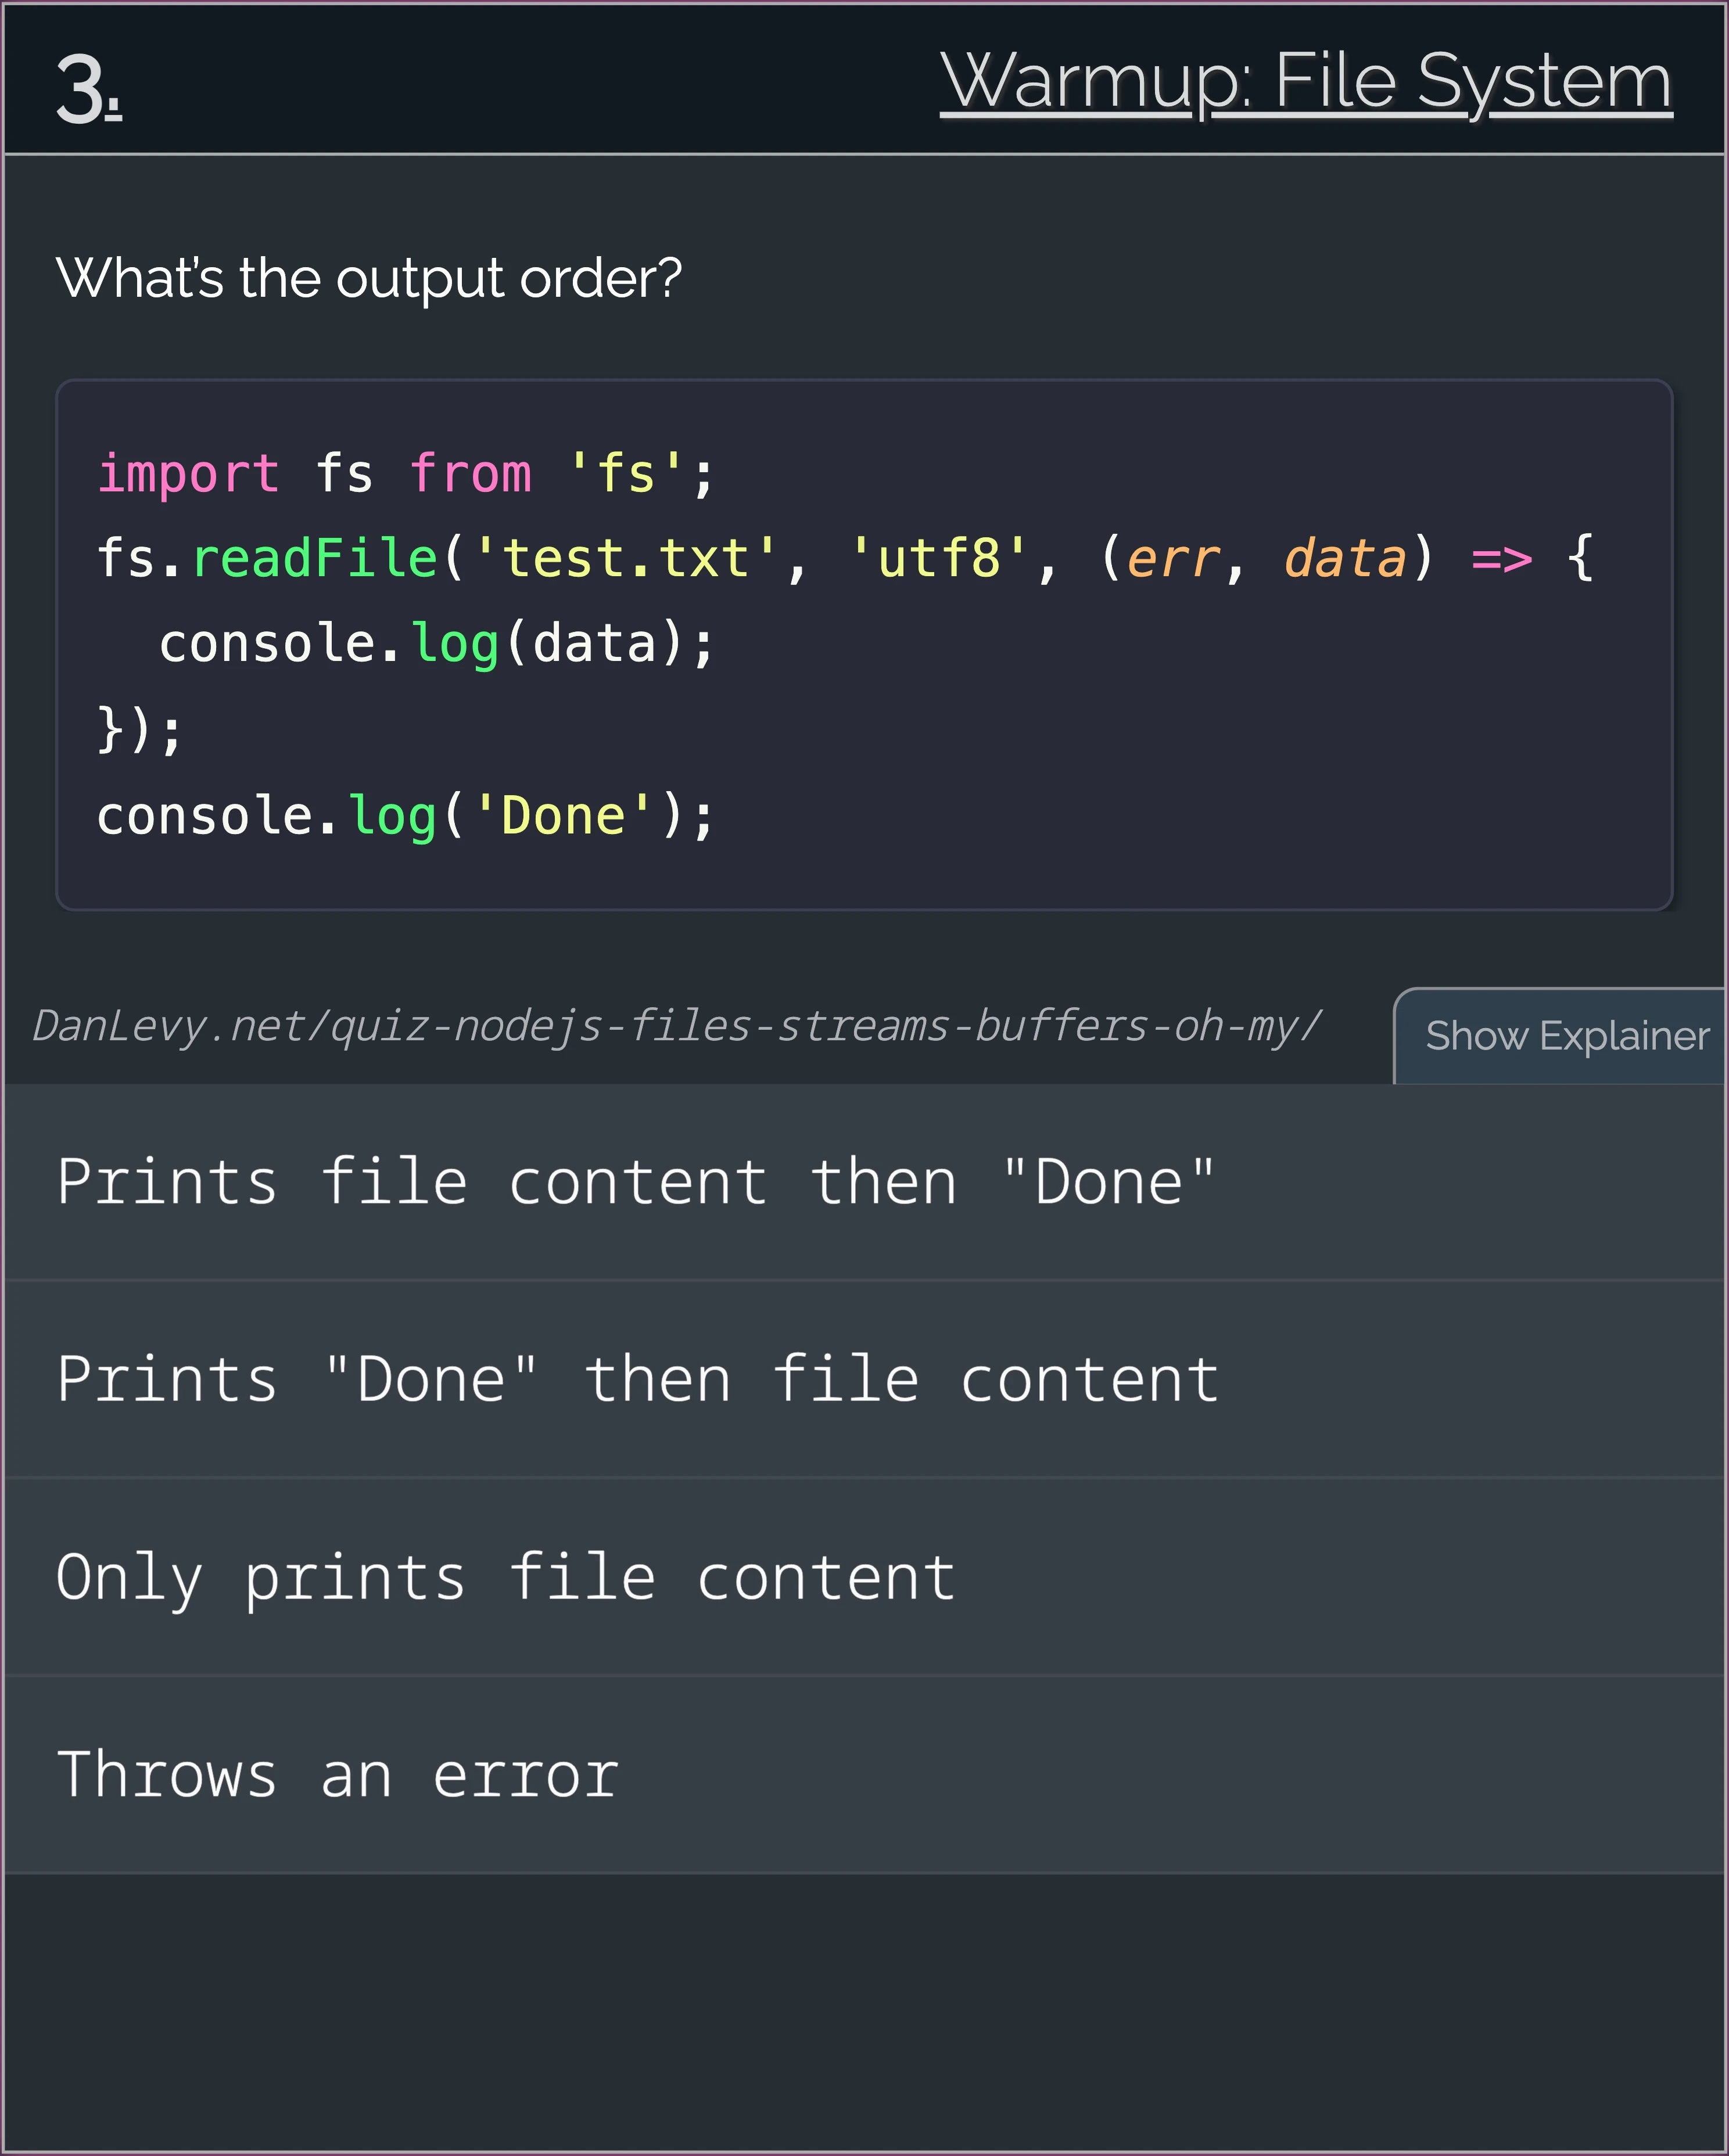 3.
Warmup: File System
What's the output order?
import fs from 'fs';
fs.readFile('test.txt', 'utf8', (err, data) => {
  console.log(data);
});
console.log('Done');
DanLevy.net/quiz-nodejs-files-streams-buffers-oh-my/
Show Explainer
Prints file content then "Done"
Prints "Done" then file content
Only prints file content
Throws an error